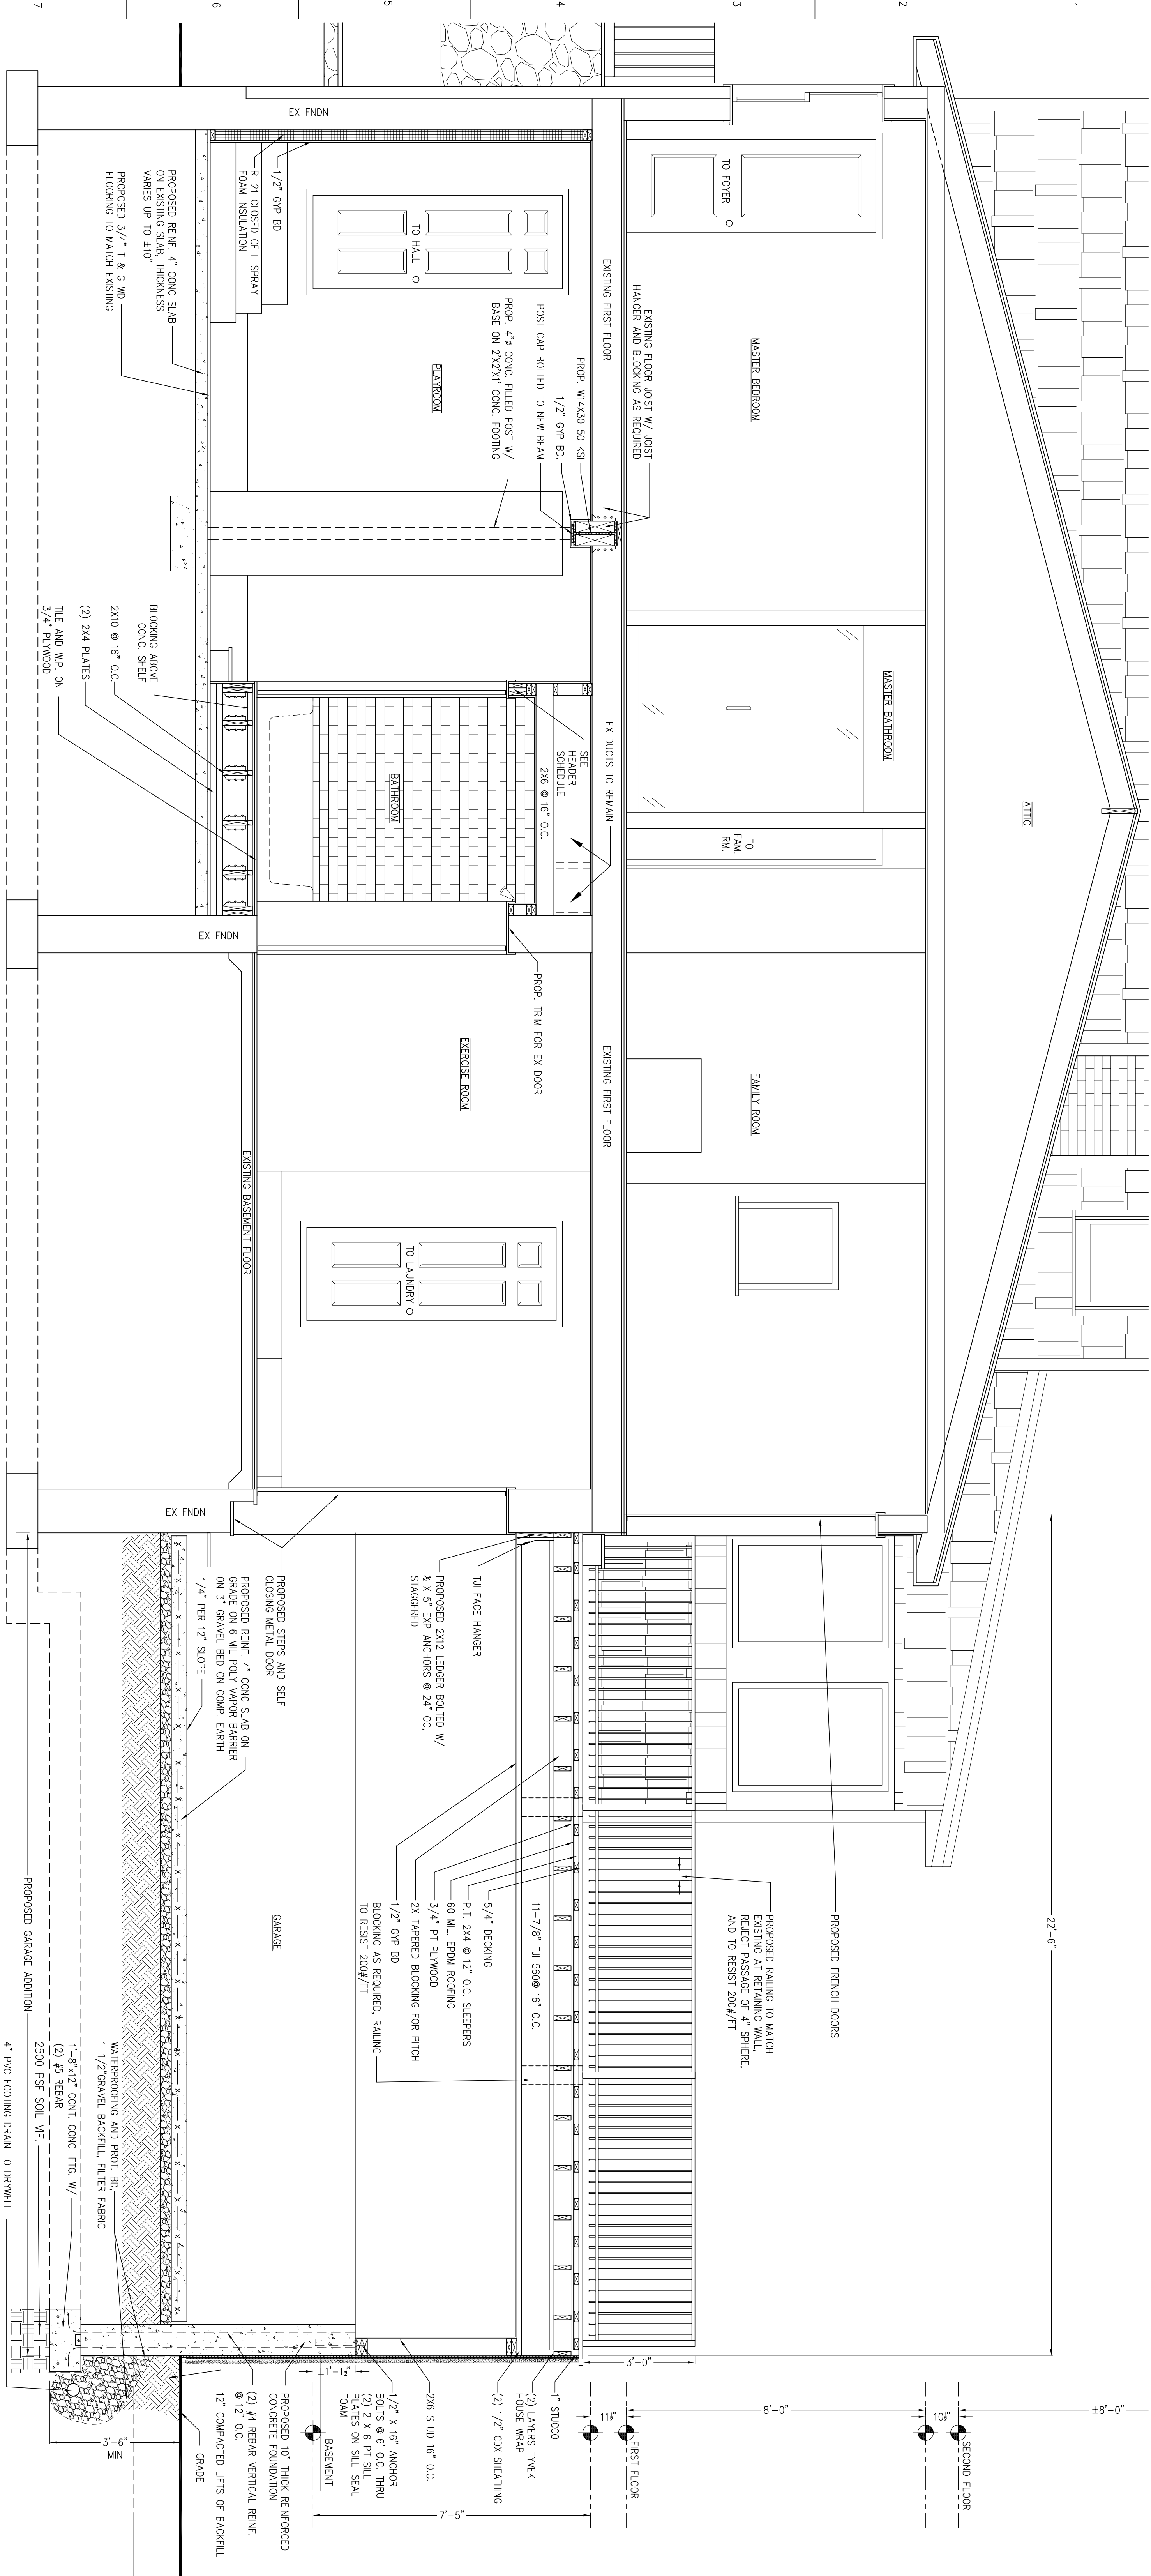 1
2
3
4
5
6
7
ATTIC
MASTER BEDROOM
MASTER BATHROOM
TO FOYER
TO
FAM.
RM.
FAMILY ROOM
EXISTING FIRST FLOOR
EXISTING FLOOR JOIST W/ JOIST
HANGER AND BLOCKING AS REQUIRED
PROP. W14X30 50 KSI
1/2" GYP BD.
POST CAP BOLTED TO NEW BEAM
PROP. 4"ø CONC. FILLED POST W/
BASE ON 2'X2'X1' CONC. FOOTING
EX DUCTS TO REMAIN
SEE
HEADER
SCHEDULE
2X6 @ 16" O.C.
EXISTING FIRST FLOOR
PROP. TRIM FOR EX DOOR
EX FNDN
TO HALL
PLAYROOM
BATHROOM
EXERCISE ROOM
TO LAUNDRY
1/2" GYP BD
R-21 CLOSED CELL SPRAY
FOAM INSULATION
PROPOSED REINF. 4" CONC SLAB
ON EXISTING SLAB, THICKNESS
VARIES UP TO ±10"
PROPOSED 3/4" T & G WD
FLOORING TO MATCH EXISTING
BLOCKING ABOVE
CONC. SHELF
2X10 @ 16" O.C.
(2) 2X4 PLATES
TILE AND W.P. ON
3/4" PLYWOOD
EX FNDN
EXISTING BASEMENT FLOOR
EX FNDN
22'-6"
PROPOSED FRENCH DOORS
PROPOSED RAILING TO MATCH
EXISTING AT RETAINING WALL,
REJECT PASSAGE OF 4" SPHERE,
AND TO RESIST 200#/FT
11-7/8" TJI 560@ 16" O.C.
5/4" DECKING
P.T. 2X4 @ 12" O.C. SLEEPERS
60 MIL. EPDM ROOFING
3/4" PT PLYWOOD
2X TAPERED BLOCKING FOR PITCH
1/2" GYP BD
BLOCKING AS REQUIRED, RAILING
TO RESIST 200#/FT
TJI FACE HANGER
PROPOSED 2X12 LEDGER BOLTED W/
X 5" EXP ANCHORS @ 24" OC,
STAGGERED
PROPOSED STEPS AND SELF
CLOSING METAL DOOR
PROPOSED REINF. 4" CONC SLAB ON
GRADE ON 6 MIL POLY VAPOR BARRIER
ON 3" GRAVEL BED ON COMP. EARTH
1/4" PER 12" SLOPE
GARAGE
PROPOSED GARAGE ADDITION
WATERPROOFING AND PROT. BD,
1-1/2"GRAVEL BACKFILL, FILTER FABRIC
1'-8"x12" CONT. CONC. FTG. W/
(2) #5 REBAR
2500 PSF SOIL VIF.
4" PVC FOOTING DRAIN TO DRYWELL
±8'-0"
SECOND FLOOR
10¾"
8'-0"
FIRST FLOOR
11½"
3'-0"
7'-5"
BASEMENT
±1'-1½"
3'-6"
MIN
1" STUCCO
(2) LAYERS TYVEK
HOUSE WRAP
(2) 1/2" CDX SHEATHING
2X6 STUD 16" O.C.
1/2" X 16" ANCHOR
BOLTS @ 6' O.C. THRU
(2) 2 X 6 PT SILL
PLATES ON SILL-SEAL
FOAM
PROPOSED 10" THICK REINFORCED
CONCRETE FOUNDATION
(2) #4 REBAR VERTICAL REINF.
@ 12" O.C.
12" COMPACTED LIFTS OF BACKFILL
GRADE